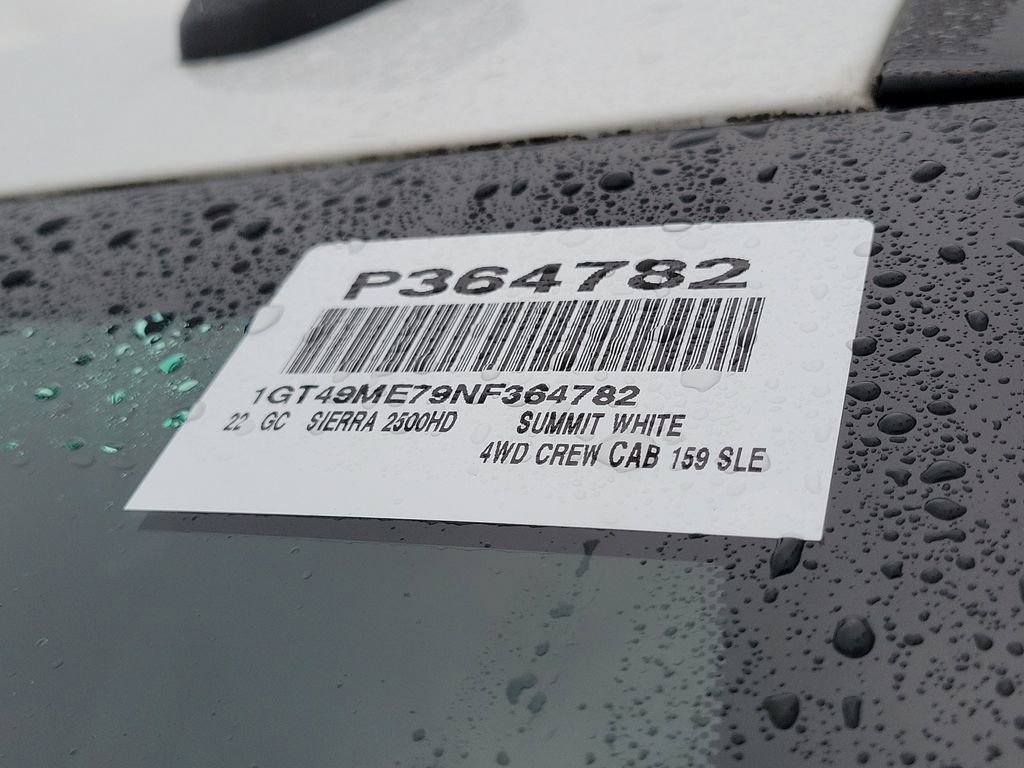 P364782
1GT49ME79NF364782
22 GC SIERRA 2500HD SUMMIT WHITE
4WD CREW CAB 159 SLE